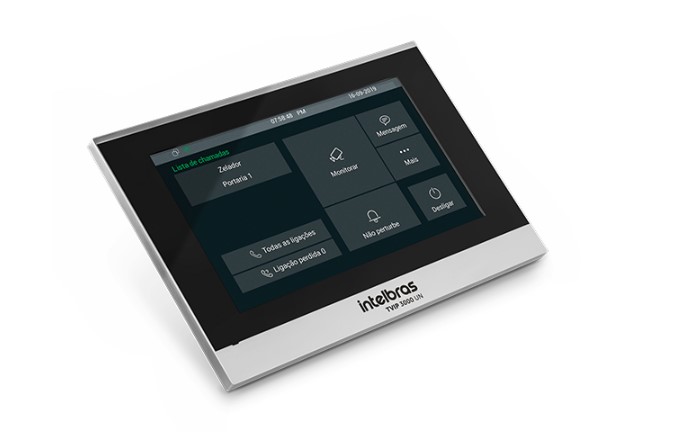 07:58:48 PM
16-09-2019
Lista de chamadas
Zelador
Portaria 1
Todas as ligações
Ligação perdida 0
Monitorar
Não perturbe
Mensagem
Mais
Desligar
intelbras
TVIP 3000 UN